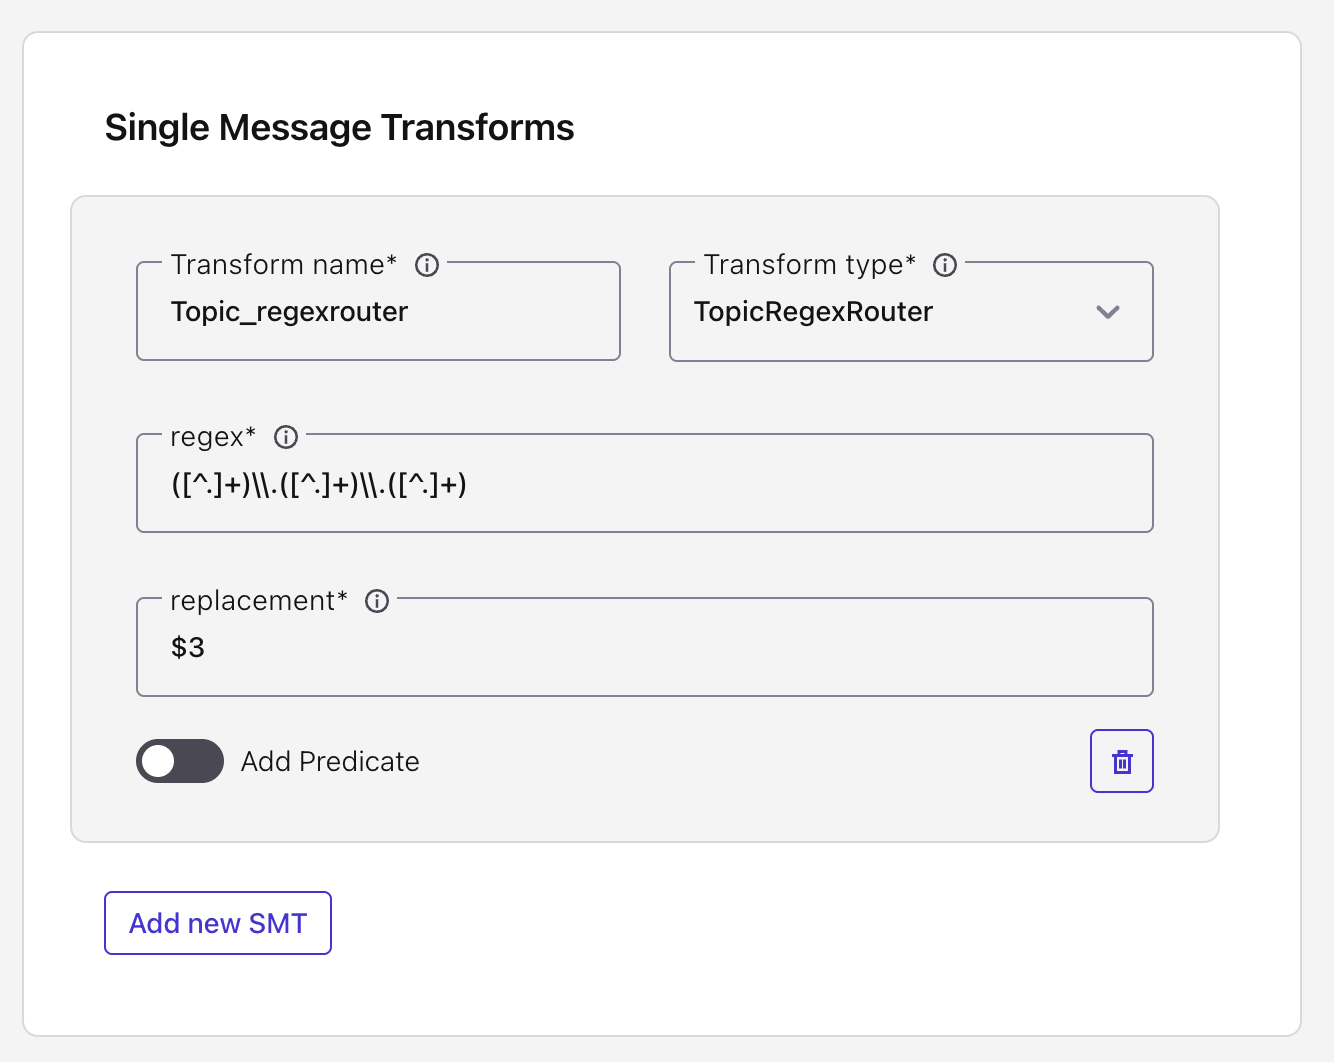 Single Message Transforms
Transform name*
Topic_regexrouter
Transform type*
TopicRegexRouter
regex*
([^.]+)\\.([^.]+)\\.([^.]+)
replacement*
$3
Add Predicate
Add new SMT